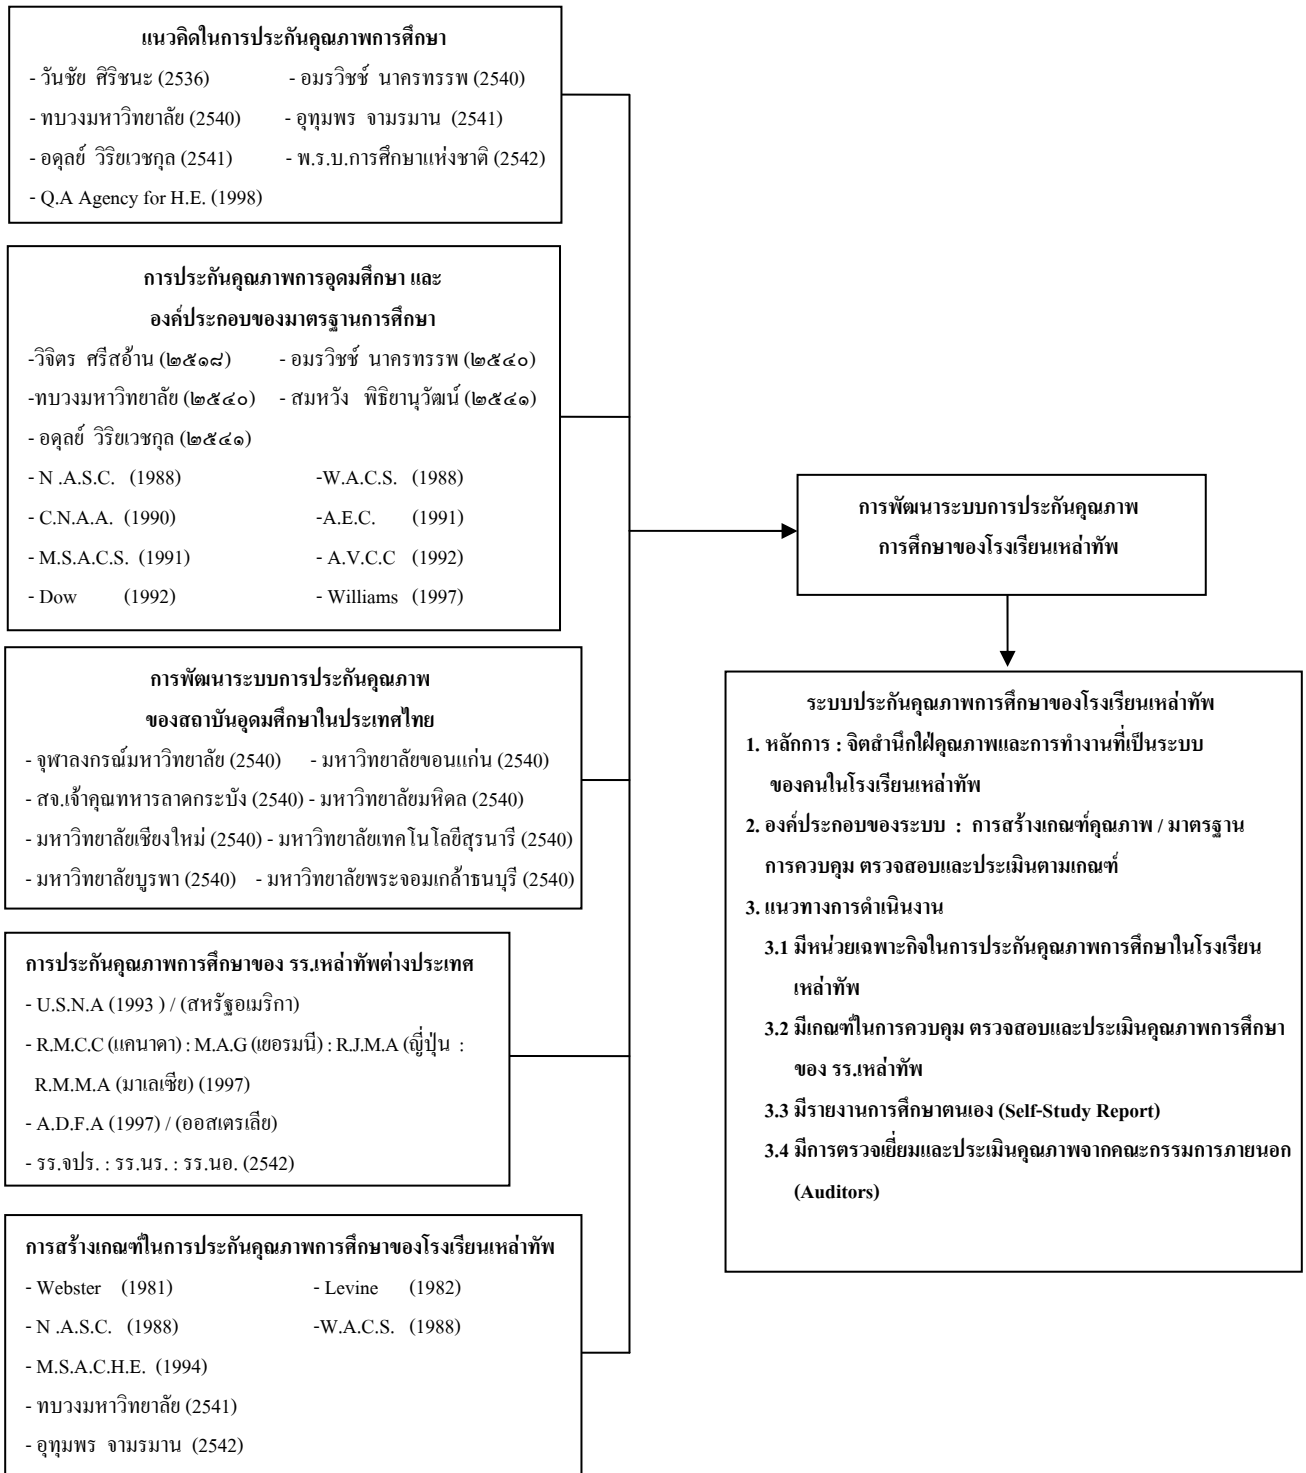 แนวคิดในการประกันคุณภาพการศึกษา
- วันชัย ศิริชนะ (2536) - อมรวิชช์ นาครทรรพ (2540)
- ทบวงมหาวิทยาลัย (2540) - อุทุมพร จามรมาน (2541)
- อดุลย์ วิริยเวชกุล (2541) - พ.ร.บ.การศึกษาแห่งชาติ (2542)
- Q.A Agency for H.E. (1998)
การประกันคุณภาพการอุดมศึกษา และ
องค์ประกอบของมาตรฐานการศึกษา
-วิจิตร ศรีสอ้าน (๒๕๑๘) - อมรวิชช์ นาครทรรพ (๒๕๔๐)
-ทบวงมหาวิทยาลัย (๒๕๔๐) - สมหวัง พิธิยานุวัฒน์ (๒๕๔๑)
- อดุลย์ วิริยเวชกุล (๒๕๔๑)
- N .A.S.C. (1988) -W.A.C.S. (1988)
- C.N.A.A. (1990) -A.E.C. (1991)
- M.S.A.C.S. (1991) - A.V.C.C (1992)
- Dow (1992) - Williams (1997)
การพัฒนาระบบการประกันคุณภาพ
ของสถาบันอุดมศึกษาในประเทศไทย
- จุฬาลงกรณ์มหาวิทยาลัย (2540) - มหาวิทยาลัยขอนแก่น (2540)
- สจ.เจ้าคุณทหารลาดกระบัง (2540) - มหาวิทยาลัยมหิดล (2540)
- มหาวิทยาลัยเชียงใหม่ (2540) - มหาวิทยาลัยเทคโนโลยีสุรนารี (2540)
- มหาวิทยาลัยบูรพา (2540) - มหาวิทยาลัยพระจอมเกล้าธนบุรี (2540)
การประกันคุณภาพการศึกษาของ รร.เหล่าทัพต่างประเทศ
- U.S.N.A (1993 ) / (สหรัฐอเมริกา)
- R.M.C.C (แคนาดา) : M.A.G (เยอรมนี) : R.J.M.A (ญี่ปุ่น :
R.M.M.A (มาเลเซีย) (1997)
- A.D.F.A (1997) / (ออสเตรเลีย)
- รร.จปร. : รร.นร. : รร.นอ. (2542)
การสร้างเกณฑ์ในการประกันคุณภาพการศึกษาของโรงเรียนเหล่าทัพ
- Webster (1981) - Levine (1982)
- N .A.S.C. (1988) -W.A.C.S. (1988)
- M.S.A.C.H.E. (1994)
- ทบวงมหาวิทยาลัย (2541)
- อุทุมพร จามรมาน (2542)
การพัฒนาระบบการประกันคุณภาพ
การศึกษาของโรงเรียนเหล่าทัพ
ระบบประกันคุณภาพการศึกษาของโรงเรียนเหล่าทัพ
1. หลักการ : จิตสำนึกใฝ่คุณภาพและการทำงานที่เป็นระบบ
ของคนในโรงเรียนเหล่าทัพ
2. องค์ประกอบของระบบ : การสร้างเกณฑ์คุณภาพ / มาตรฐาน
การควบคุม ตรวจสอบและประเมินตามเกณฑ์
3. แนวทางการดำเนินงาน
3.1 มีหน่วยเฉพาะกิจในการประกันคุณภาพการศึกษาในโรงเรียน
เหล่าทัพ
3.2 มีเกณฑ์ในการควบคุม ตรวจสอบและประเมินคุณภาพการศึกษา
ของ รร.เหล่าทัพ
3.3 มีรายงานการศึกษาตนเอง (Self-Study Report)
3.4 มีการตรวจเยี่ยมและประเมินคุณภาพจากคณะกรรมการภายนอก
(Auditors)